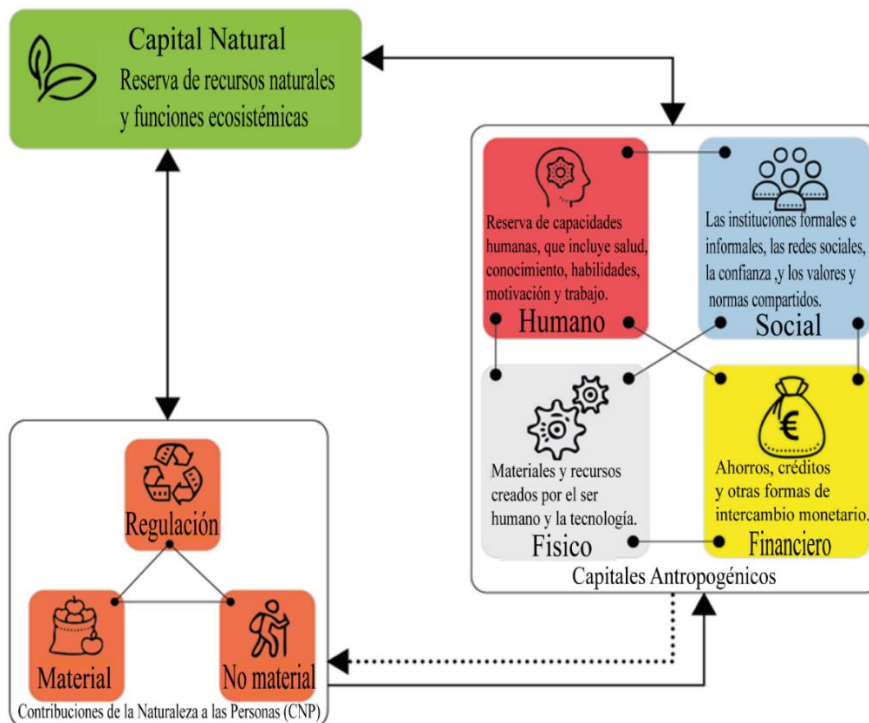 Capital Natural
Reserva de recursos naturales
y funciones ecosistémicas
Reserva de capacidades
humanas, que incluye salud,
conocimiento, habilidades,
motivación y trabajo.
Humano
Las instituciones formales e
informales, las redes sociales,
la confianza ,y los valores y
normas compartidos.
Social
Materiales y recursos
creados por el ser
humano y la tecnología.
Fisico
€
Ahorros, créditos
y otras formas de
intercambio monetario.
Financiero
Capitales Antropogénicos
Regulación
Material
No material
Contribuciones de la Naturaleza a las Personas (CNP)